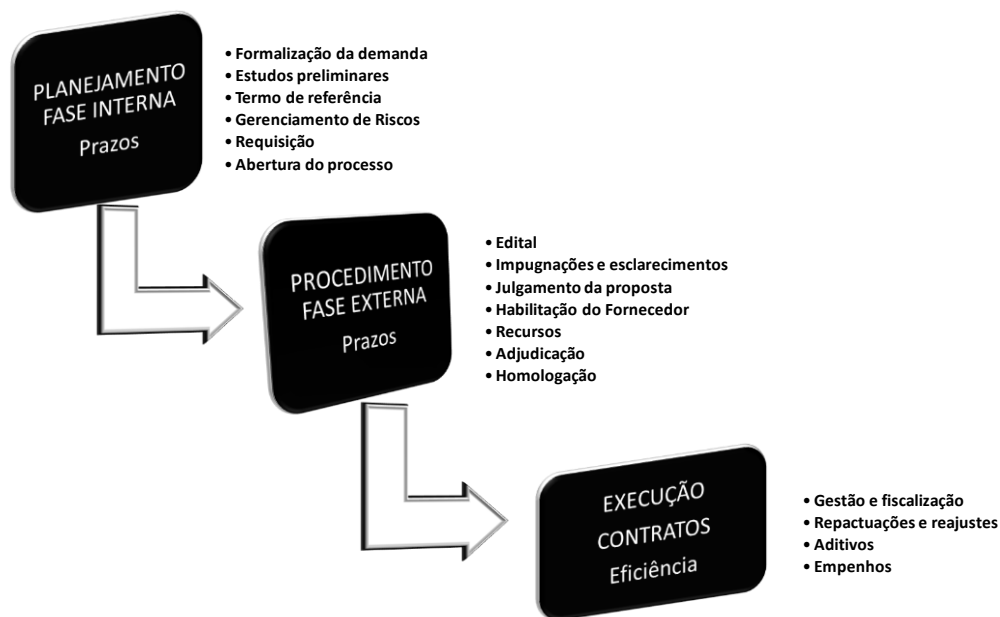 PLANEJAMENTO
FASE INTERNA
Prazos
• Formalização da demanda
• Estudos preliminares
• Termo de referência
• Gerenciamento de Riscos
• Requisição
• Abertura do processo
PROCEDIMENTO
FASE EXTERNA
Prazos
• Edital
• Impugnações e esclarecimentos
• Julgamento da proposta
• Habilitação do Fornecedor
• Recursos
• Adjudicação
• Homologação
EXECUÇÃO
CONTRATOS
Eficiência
• Gestão e fiscalização
• Repactuações e reajustes
• Aditivos
• Empenhos